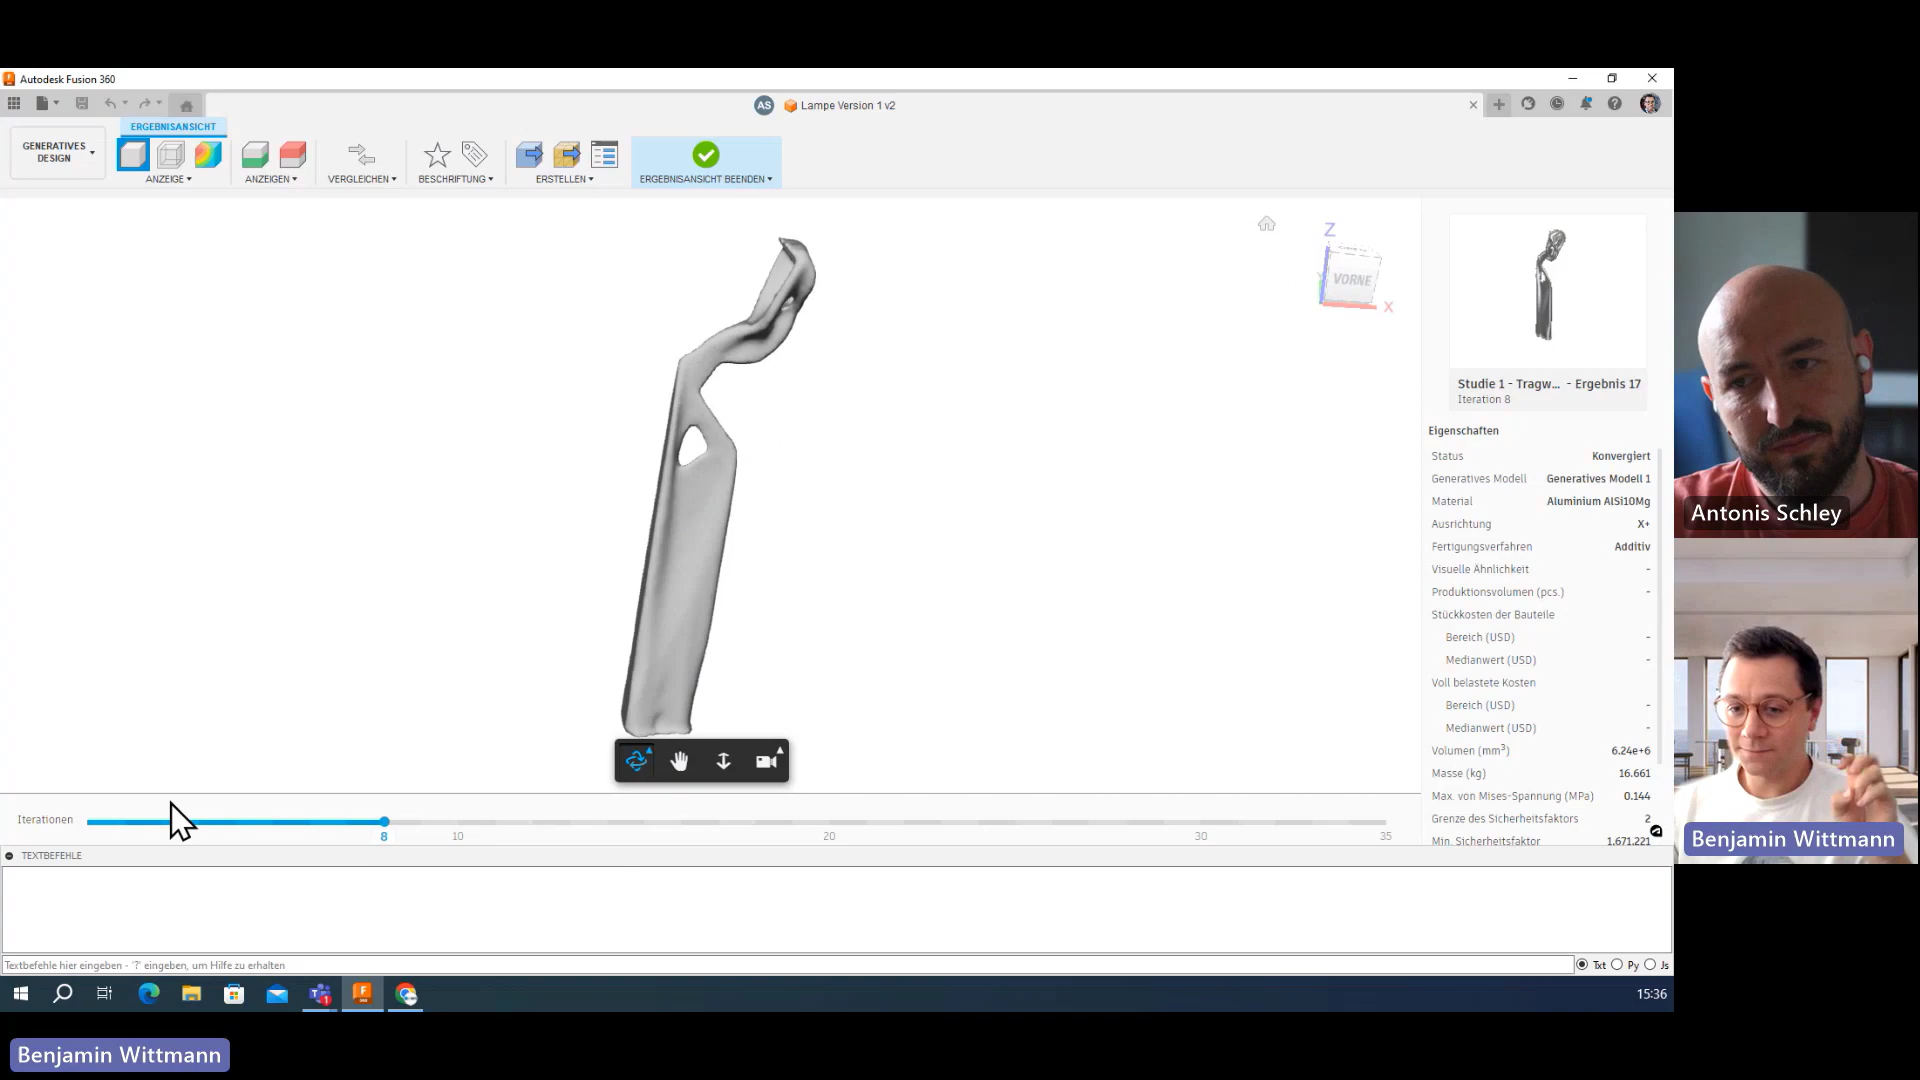 Autodesk Fusion 360
AS Lampe Version 1 v2
ERGEBNISANSICHT
GENERATIVES DESIGN
ANZEIGE
ANZEIGEN
VERGLEICHEN
BESCHRIFTUNG
ERSTELLEN
ERGEBNISANSICHT BEENDEN
Z
VORNE
X
Studie 1 - Tragw... - Ergebnis 17
Iteration 8
Eigenschaften
Status Konvergiert
Generatives Modell Generatives Modell 1
Material Aluminium AlSi10Mg
Ausrichtung X+
Fertigungsverfahren Additiv
Visuelle Ähnlichkeit -
Produktionsvolumen (pcs.) -
Stückkosten der Bauteile
Bereich (USD) -
Medianwert (USD) -
Voll belastete Kosten
Bereich (USD) -
Medianwert (USD) -
Volumen (mm³) 6.24e+6
Masse (kg) 16.661
Max. von Mises-Spannung (MPa) 0.144
Grenze des Sicherheitsfaktors 2
Min. Sicherheitsfaktor 1,671.221
Iterationen
8 10 20 30 35
TEXTBEFEHLE
Textbefehle hier eingeben - '?' eingeben, um Hilfe zu erhalten
Txt Py Js
15:36
Antonis Schley
Benjamin Wittmann
Benjamin Wittmann